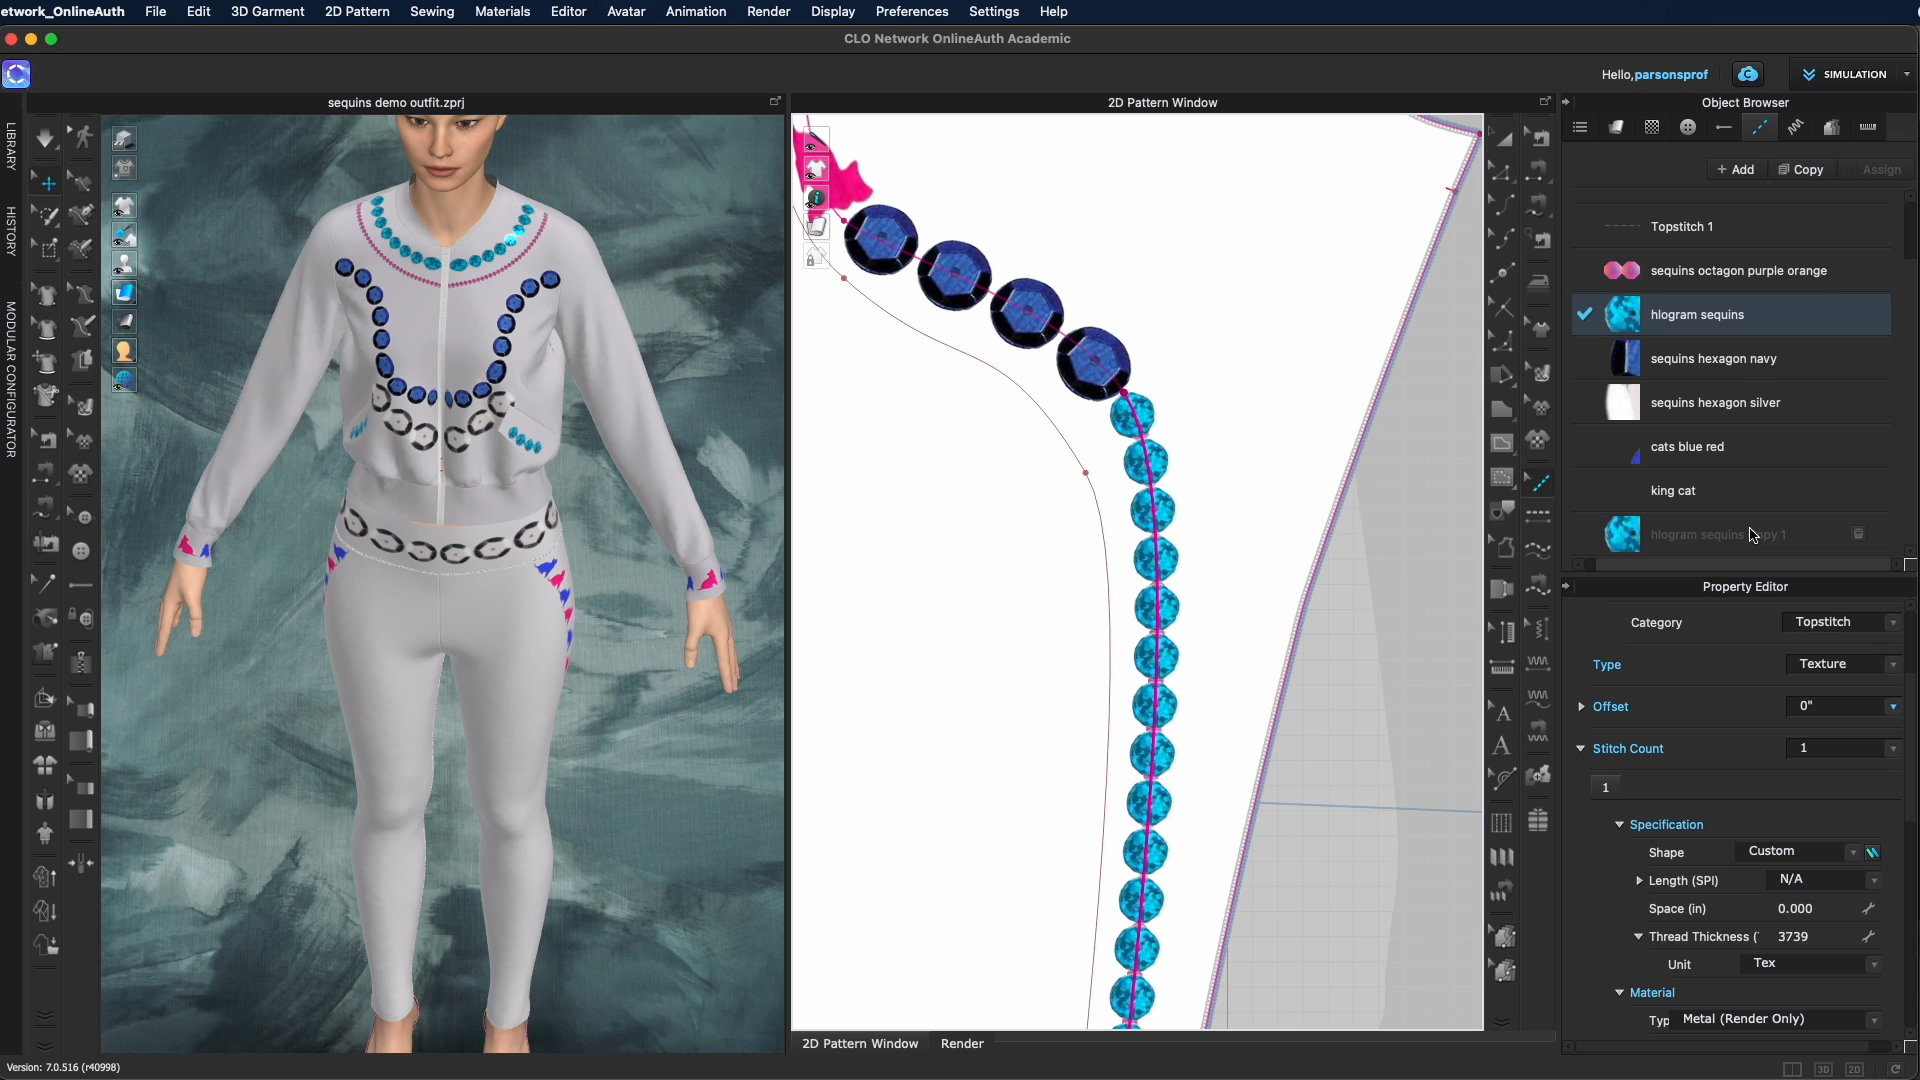 etwork_OnlineAuth File Edit 3D Garment 2D Pattern Sewing Materials Editor Avatar Animation Render Display Preferences Settings Help
CLO Network OnlineAuth Academic
Hello,parsonsprof
SIMULATION
sequins demo outfit.zprj
2D Pattern Window
Object Browser
LIBRARY
HISTORY
MODULAR CONFIGURATOR
+ Add
Copy
Assign
Topstitch 1
sequins octagon purple orange
hlogram sequins
sequins hexagon navy
sequins hexagon silver
cats blue red
king cat
hlogram sequins
py 1
Property Editor
Category Topstitch
Type Texture
Offset 0"
Stitch Count 1
1
Specification
Shape Custom
Length (SPI) N/A
Space (in) 0.000
Thread Thickness ( 3739
Unit Tex
Material
Typ Metal (Render Only)
2D Pattern Window Render
Version: 7.0.516 (r40998)
3D 2D